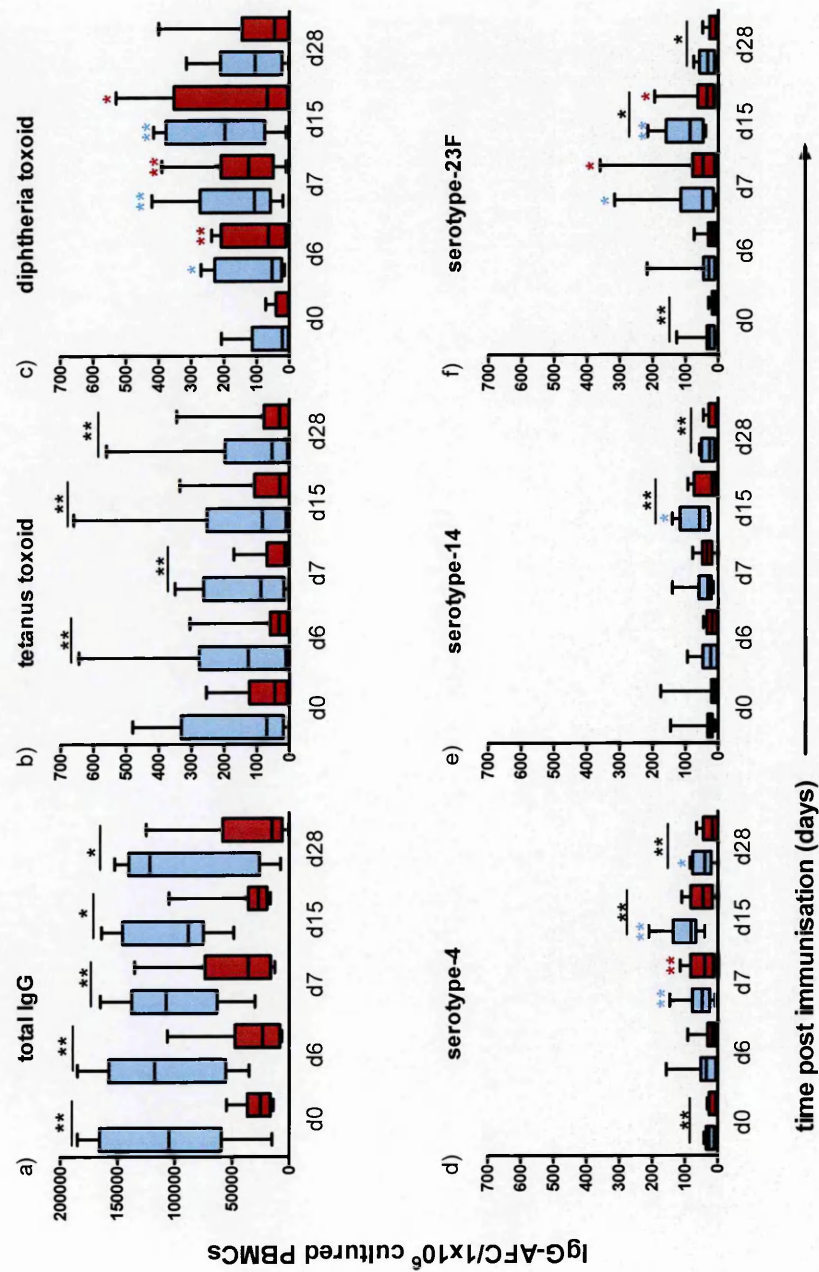 IgG-AFC/1x10⁶ cultured PBMCs
a) total IgG
200000
150000
100000
50000
0
** ** ** * *
d0 d6 d7 d15 d28
b) tetanus toxoid
700
600
500
400
300
200
100
0
** ** ** **
d0 d6 d7 d15 d28
c) diphtheria toxoid
700
600
500
400
300
200
100
0
* ** ** ** ** *
d0 d6 d7 d15 d28
d) serotype-4
700
600
500
400
300
200
100
0
** ** ** ** ** * **
d0 d6 d7 d15 d28
e) serotype-14
700
600
500
400
300
200
100
0
* ** **
d0 d6 d7 d15 d28
f) serotype-23F
700
600
500
400
300
200
100
0
** * * ** * * *
d0 d6 d7 d15 d28
time post immunisation (days)